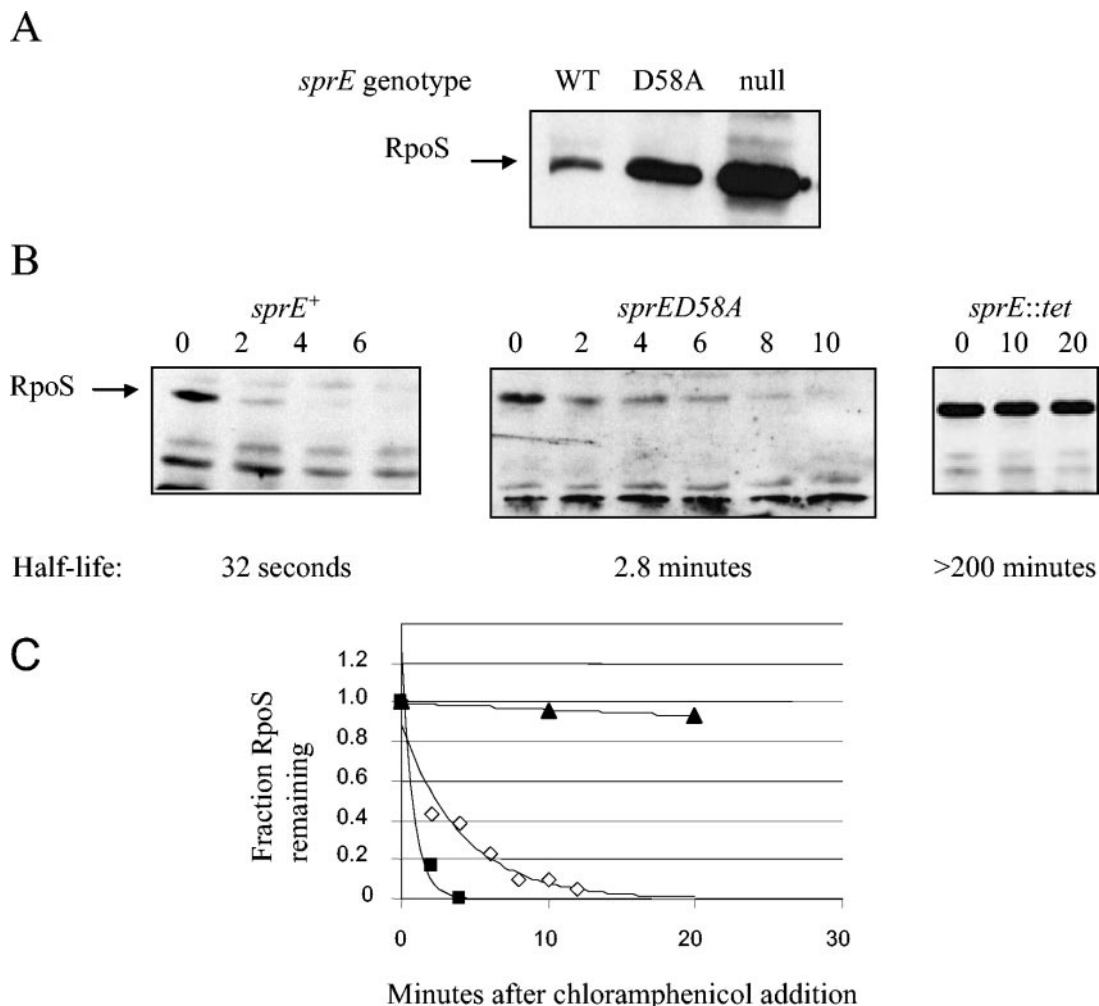 A
sprE genotype WT D58A null
RpoS
B
sprE+ sprED58A sprE::tet
0 2 4 6 0 2 4 6 8 10 0 10 20
RpoS
Half-life: 32 seconds 2.8 minutes >200 minutes
C
Fraction RpoS
remaining
1.2
1.0
0.8
0.6
0.4
0.2
0
0 10 20 30
Minutes after chloramphenicol addition